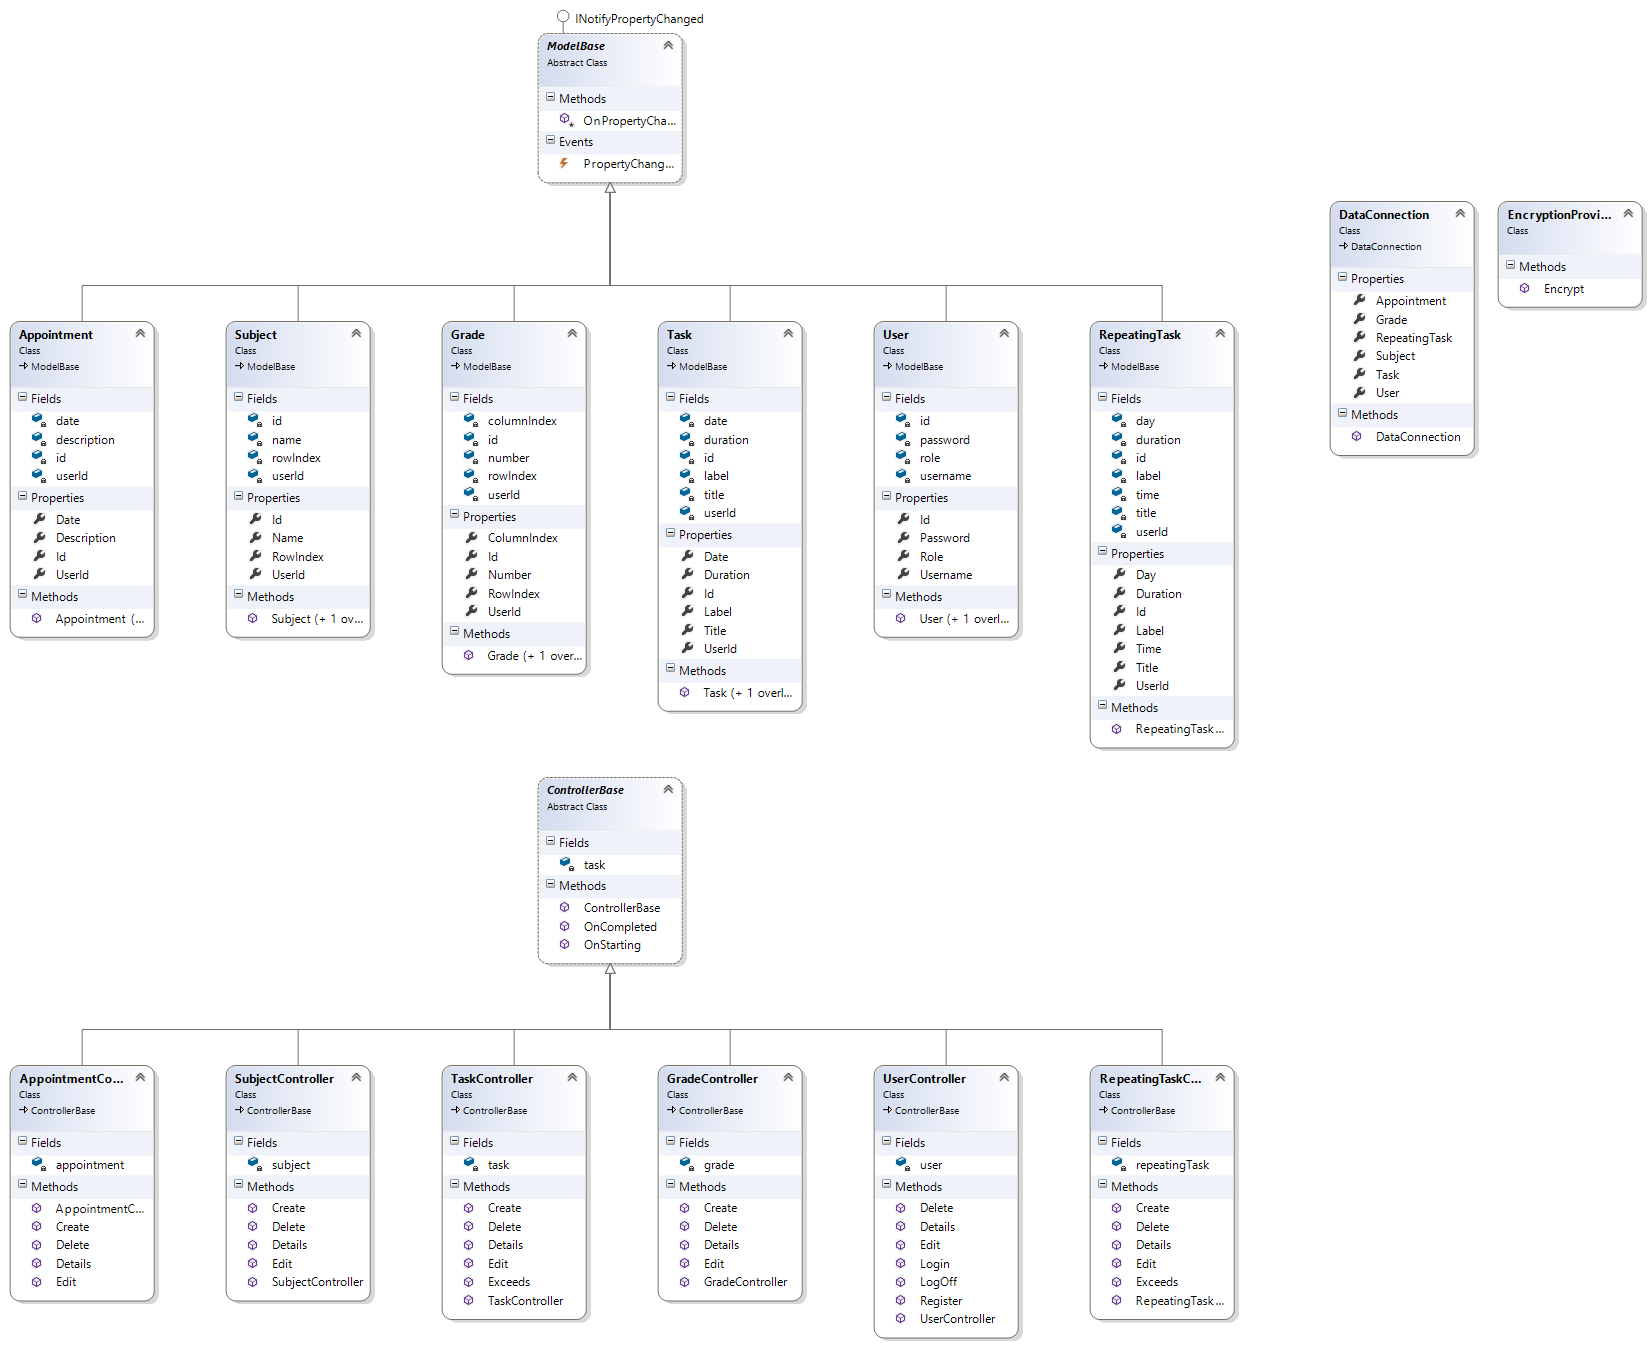 INotifyPropertyChanged
ModelBase
Abstract Class
Methods
OnPropertyCha...
Events
PropertyChang...
DataConnection
Class
DataConnection
Properties
Appointment
Grade
RepeatingTask
Subject
Task
User
Methods
DataConnection
EncryptionProvi...
Class
Methods
Encrypt
Appointment
Class
ModelBase
Fields
date
description
id
userId
Properties
Date
Description
Id
UserId
Methods
Appointment (...
Subject
Class
ModelBase
Fields
id
name
rowIndex
userId
Properties
Id
Name
RowIndex
UserId
Methods
Subject (+ 1 ov...
Grade
Class
ModelBase
Fields
columnIndex
id
number
rowIndex
userId
Properties
ColumnIndex
Id
Number
RowIndex
UserId
Methods
Grade (+ 1 over...
Task
Class
ModelBase
Fields
date
duration
id
label
title
userId
Properties
Date
Duration
Id
Label
Title
UserId
Methods
Task (+ 1 overl...
User
Class
ModelBase
Fields
id
password
role
username
Properties
Id
Password
Role
Username
Methods
User (+ 1 overl...
RepeatingTask
Class
ModelBase
Fields
day
duration
id
label
time
title
userId
Properties
Day
Duration
Id
Label
Time
Title
UserId
Methods
RepeatingTask...
ControllerBase
Abstract Class
Fields
task
Methods
ControllerBase
OnCompleted
OnStarting
AppointmentCo...
Class
ControllerBase
Fields
appointment
Methods
AppointmentC...
Create
Delete
Details
Edit
SubjectController
Class
ControllerBase
Fields
subject
Methods
Create
Delete
Details
Edit
SubjectController
TaskController
Class
ControllerBase
Fields
task
Methods
Create
Delete
Details
Edit
Exceeds
TaskController
GradeController
Class
ControllerBase
Fields
grade
Methods
Create
Delete
Details
Edit
GradeController
UserController
Class
ControllerBase
Fields
user
Methods
Delete
Details
Edit
Login
LogOff
Register
UserController
RepeatingTaskC...
Class
ControllerBase
Fields
repeatingTask
Methods
Create
Delete
Details
Edit
Exceeds
RepeatingTask...